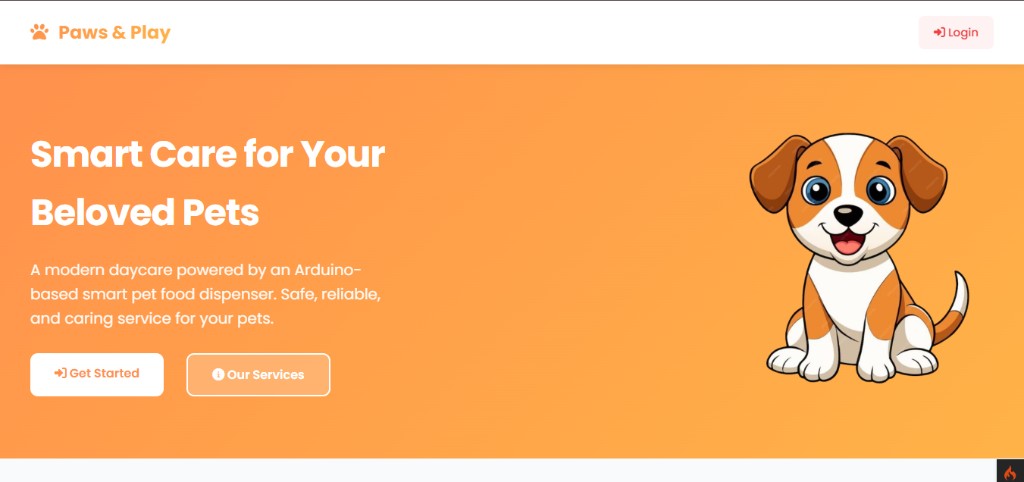 Paws & Play
Login
Smart Care for Your
Beloved Pets
A modern daycare powered by an Arduino-
based smart pet food dispenser. Safe, reliable,
and caring service for your pets.
Get Started
Our Services